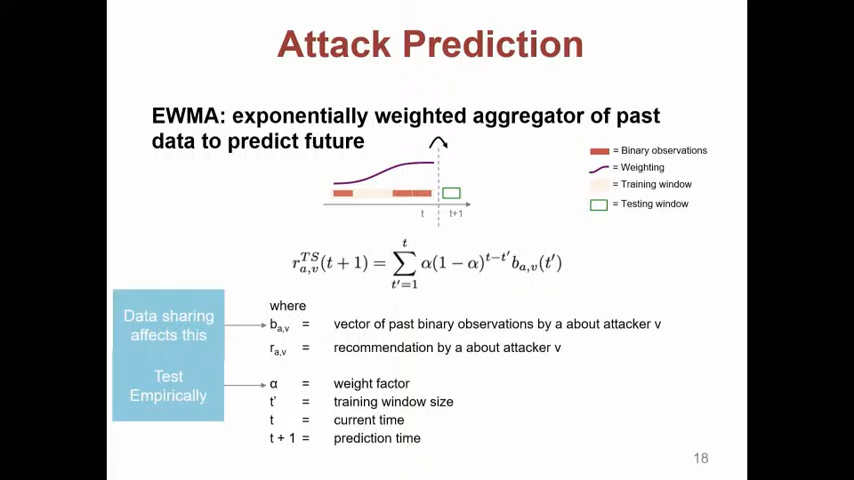 Attack Prediction
EWMA: exponentially weighted aggregator of past
data to predict future
= Binary observations
= Weighting
= Training window
= Testing window
t
t+1
r_{a,v}^{TS}(t + 1) = \sum_{t'=1}^{t} α(1 − α)^{t−t'} b_{a,v}(t')
Data sharing
affects this
Test
Empirically
where
b_{a,v} = vector of past binary observations by a about attacker v
r_{a,v} = recommendation by a about attacker v
α = weight factor
t' = training window size
t = current time
t + 1 = prediction time
18